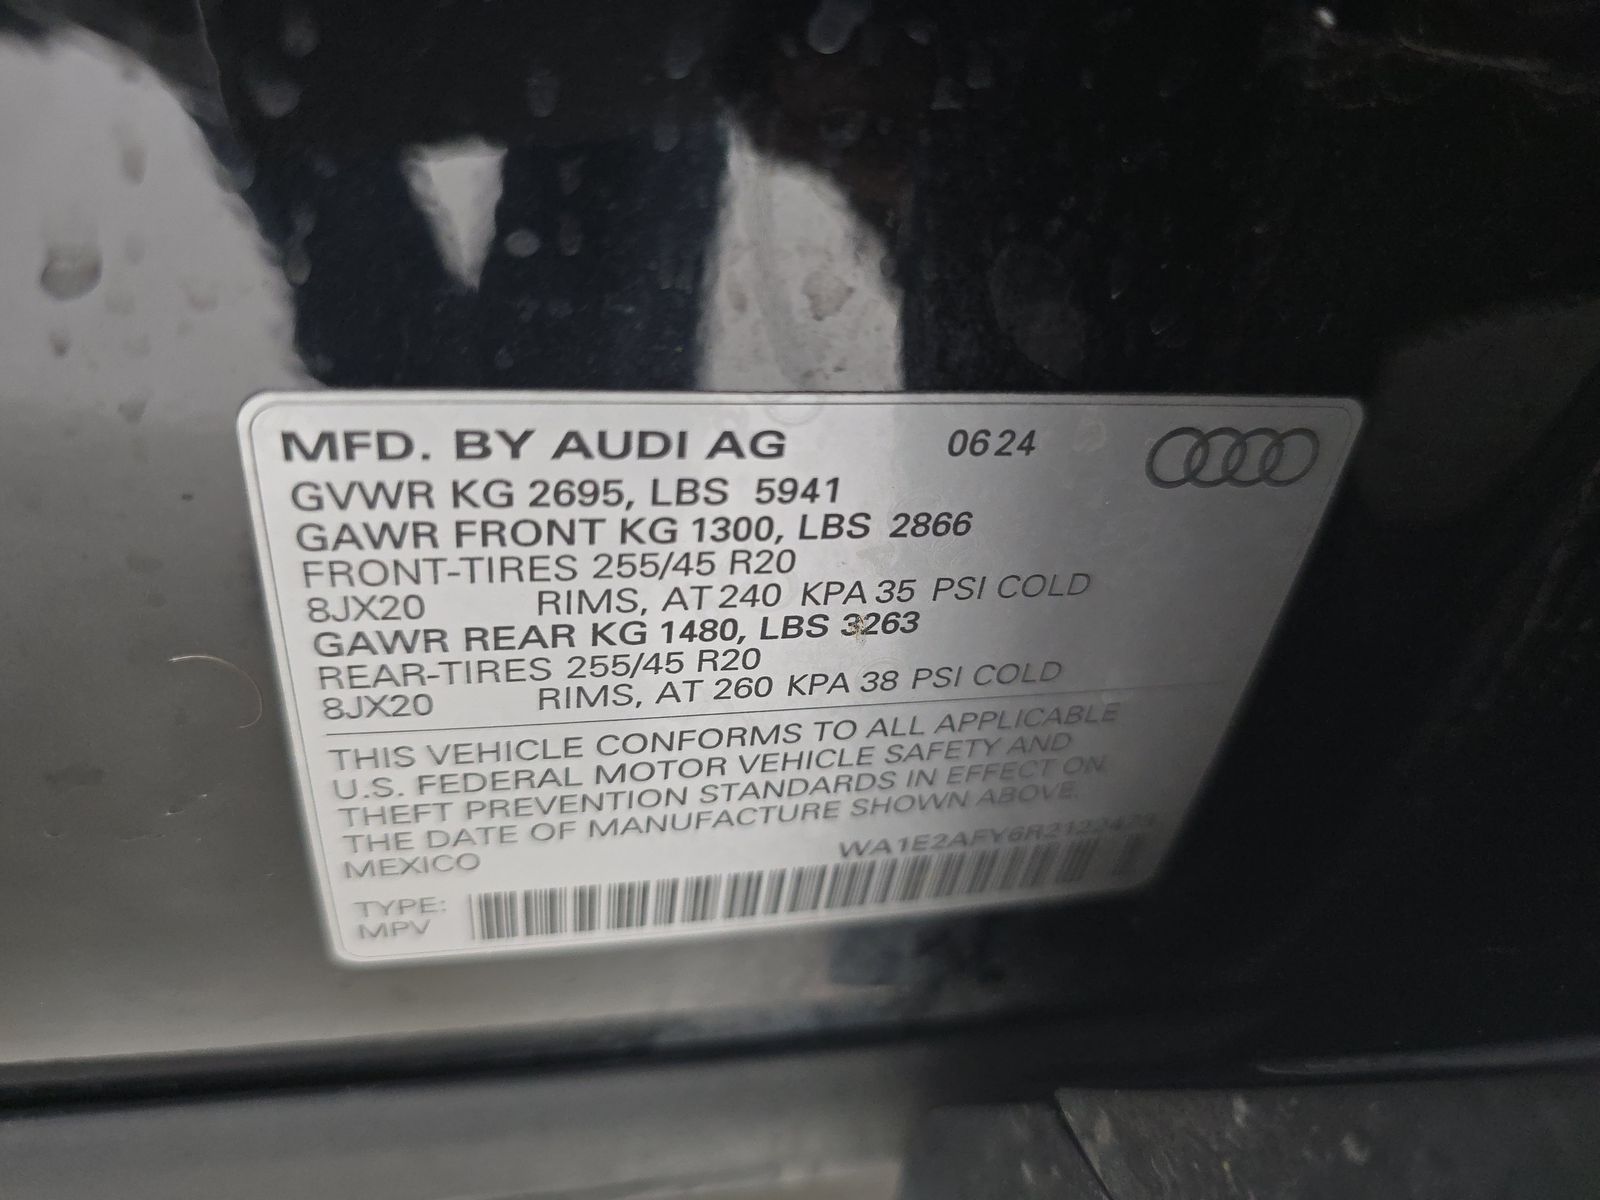 MFD. BY AUDI AG 0624
GVWR KG 2695, LBS 5941
GAWR FRONT KG 1300, LBS 2866
FRONT-TIRES 255/45 R20
8JX20 RIMS, AT 240 KPA 35 PSI COLD
GAWR REAR KG 1480, LBS 3263
REAR-TIRES 255/45 R20
8JX20 RIMS, AT 260 KPA 38 PSI COLD
THIS VEHICLE CONFORMS TO ALL APPLICABLE
U.S. FEDERAL MOTOR VEHICLE SAFETY AND
THEFT PREVENTION STANDARDS IN EFFECT ON
THE DATE OF MANUFACTURE SHOWN ABOVE.
MEXICO
TYPE:
MPV